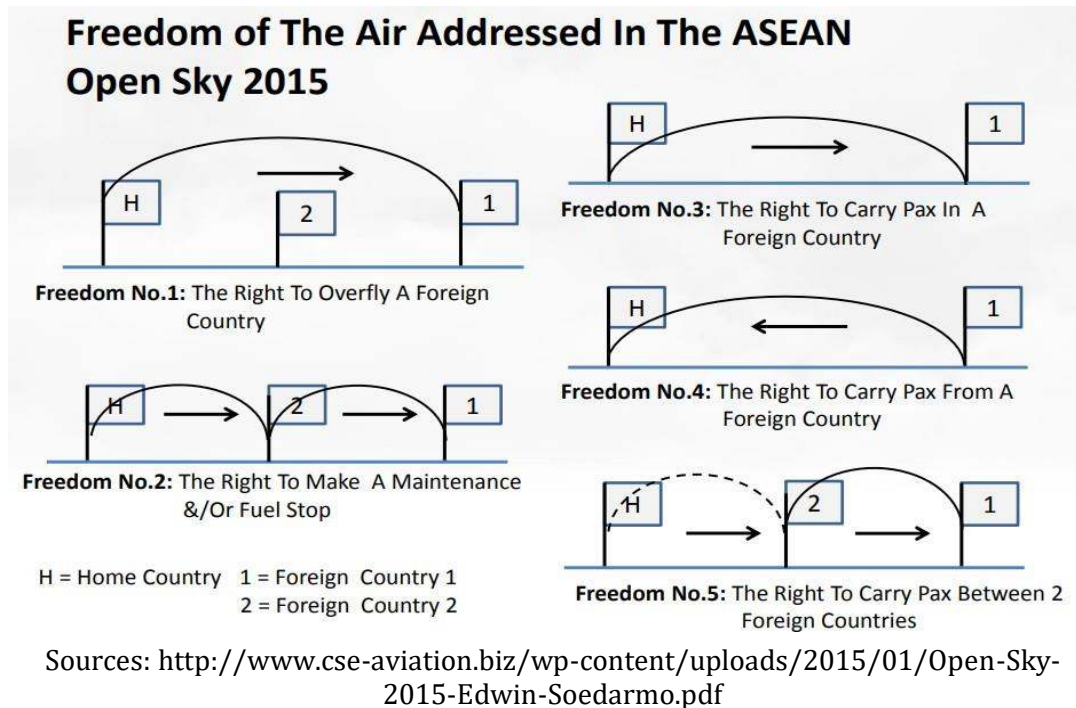 Freedom of The Air Addressed In The ASEAN
Open Sky 2015
H
2
1
Freedom No.1: The Right To Overfly A Foreign
Country
H
2
1
Freedom No.2: The Right To Make A Maintenance
&/Or Fuel Stop
H = Home Country 1 = Foreign Country 1
2 = Foreign Country 2
H
1
Freedom No.3: The Right To Carry Pax In A
Foreign Country
H
1
Freedom No.4: The Right To Carry Pax From A
Foreign Country
H
2
1
Freedom No.5: The Right To Carry Pax Between 2
Foreign Countries
Sources: http://www.cse-aviation.biz/wp-content/uploads/2015/01/Open-Sky-
2015-Edwin-Soedarmo.pdf